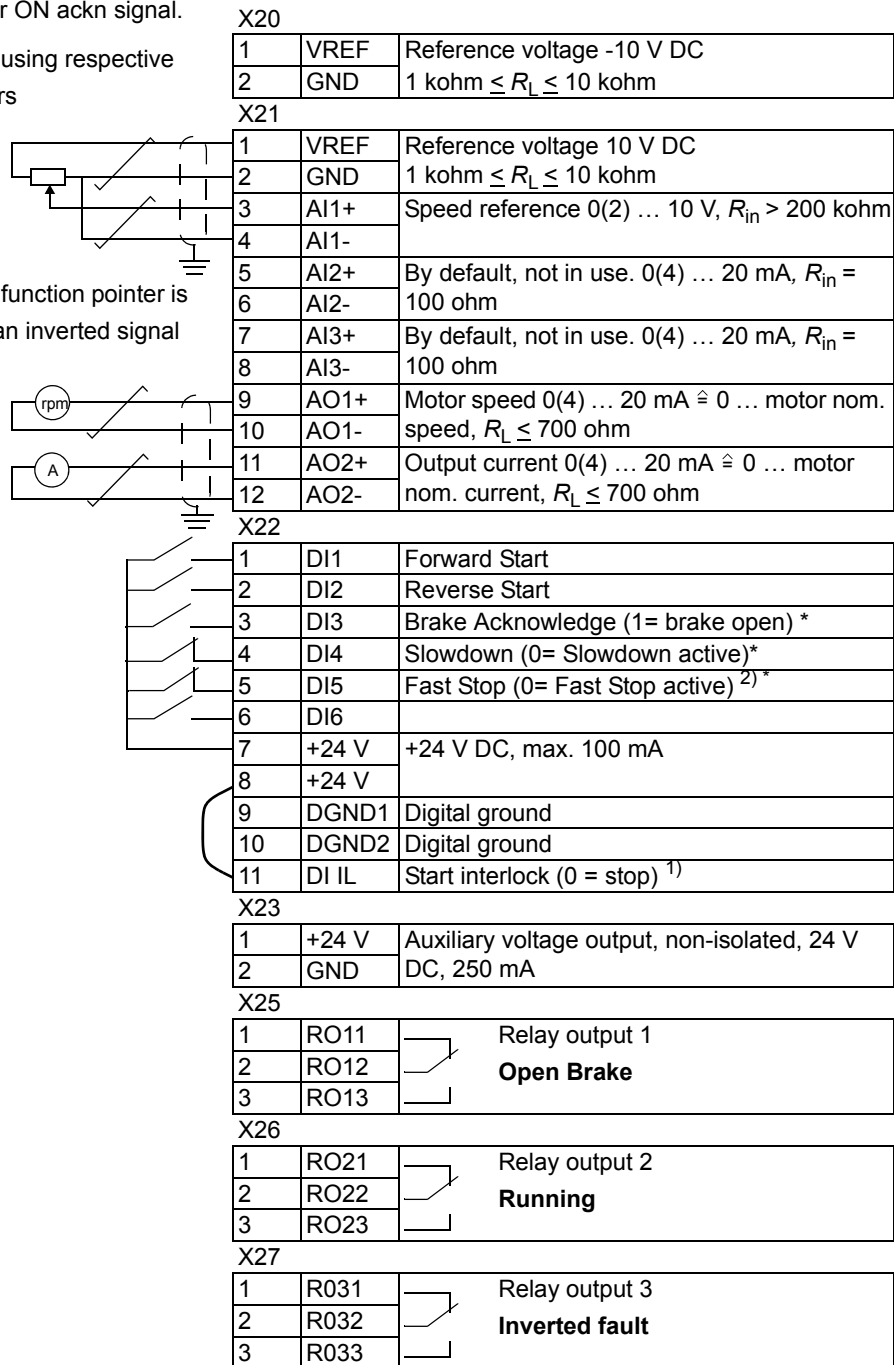 r ON ackn signal.
using respective
rs
function pointer is
an inverted signal
X20
1 VREF Reference voltage -10 V DC
2 GND 1 kohm ≤ RL ≤ 10 kohm
X21
1 VREF Reference voltage 10 V DC
2 GND 1 kohm ≤ RL ≤ 10 kohm
3 AI1+ Speed reference 0(2) … 10 V, Rin > 200 kohm
4 AI1-
5 AI2+ By default, not in use. 0(4) … 20 mA, Rin =
6 AI2- 100 ohm
7 AI3+ By default, not in use. 0(4) … 20 mA, Rin =
8 AI3- 100 ohm
rpm
9 AO1+ Motor speed 0(4) … 20 mA ≙ 0 … motor nom.
10 AO1- speed, RL ≤ 700 ohm
A
11 AO2+ Output current 0(4) … 20 mA ≙ 0 … motor
12 AO2- nom. current, RL ≤ 700 ohm
X22
1 DI1 Forward Start
2 DI2 Reverse Start
3 DI3 Brake Acknowledge (1= brake open) *
4 DI4 Slowdown (0= Slowdown active)*
5 DI5 Fast Stop (0= Fast Stop active) 2) *
6 DI6
7 +24 V +24 V DC, max. 100 mA
8 +24 V
9 DGND1 Digital ground
10 DGND2 Digital ground
11 DI IL Start interlock (0 = stop) 1)
X23
1 +24 V Auxiliary voltage output, non-isolated, 24 V
2 GND DC, 250 mA
X25
1 RO11 Relay output 1
2 RO12 Open Brake
3 RO13
X26
1 RO21 Relay output 2
2 RO22 Running
3 RO23
X27
1 R031 Relay output 3
2 R032 Inverted fault
3 R033